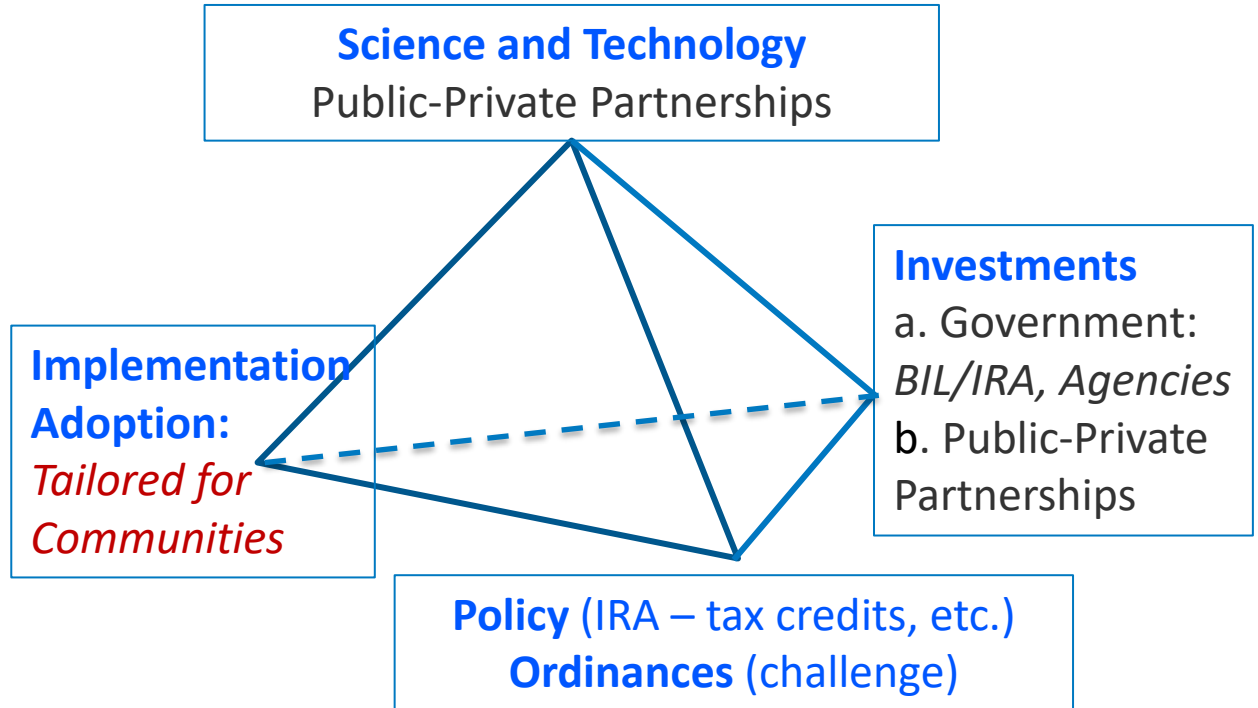 Science and Technology
Public-Private Partnerships
Implementation
Adoption:
Tailored for
Communities
Investments
a. Government:
BIL/IRA, Agencies
b. Public-Private
Partnerships
Policy (IRA – tax credits, etc.)
Ordinances (challenge)